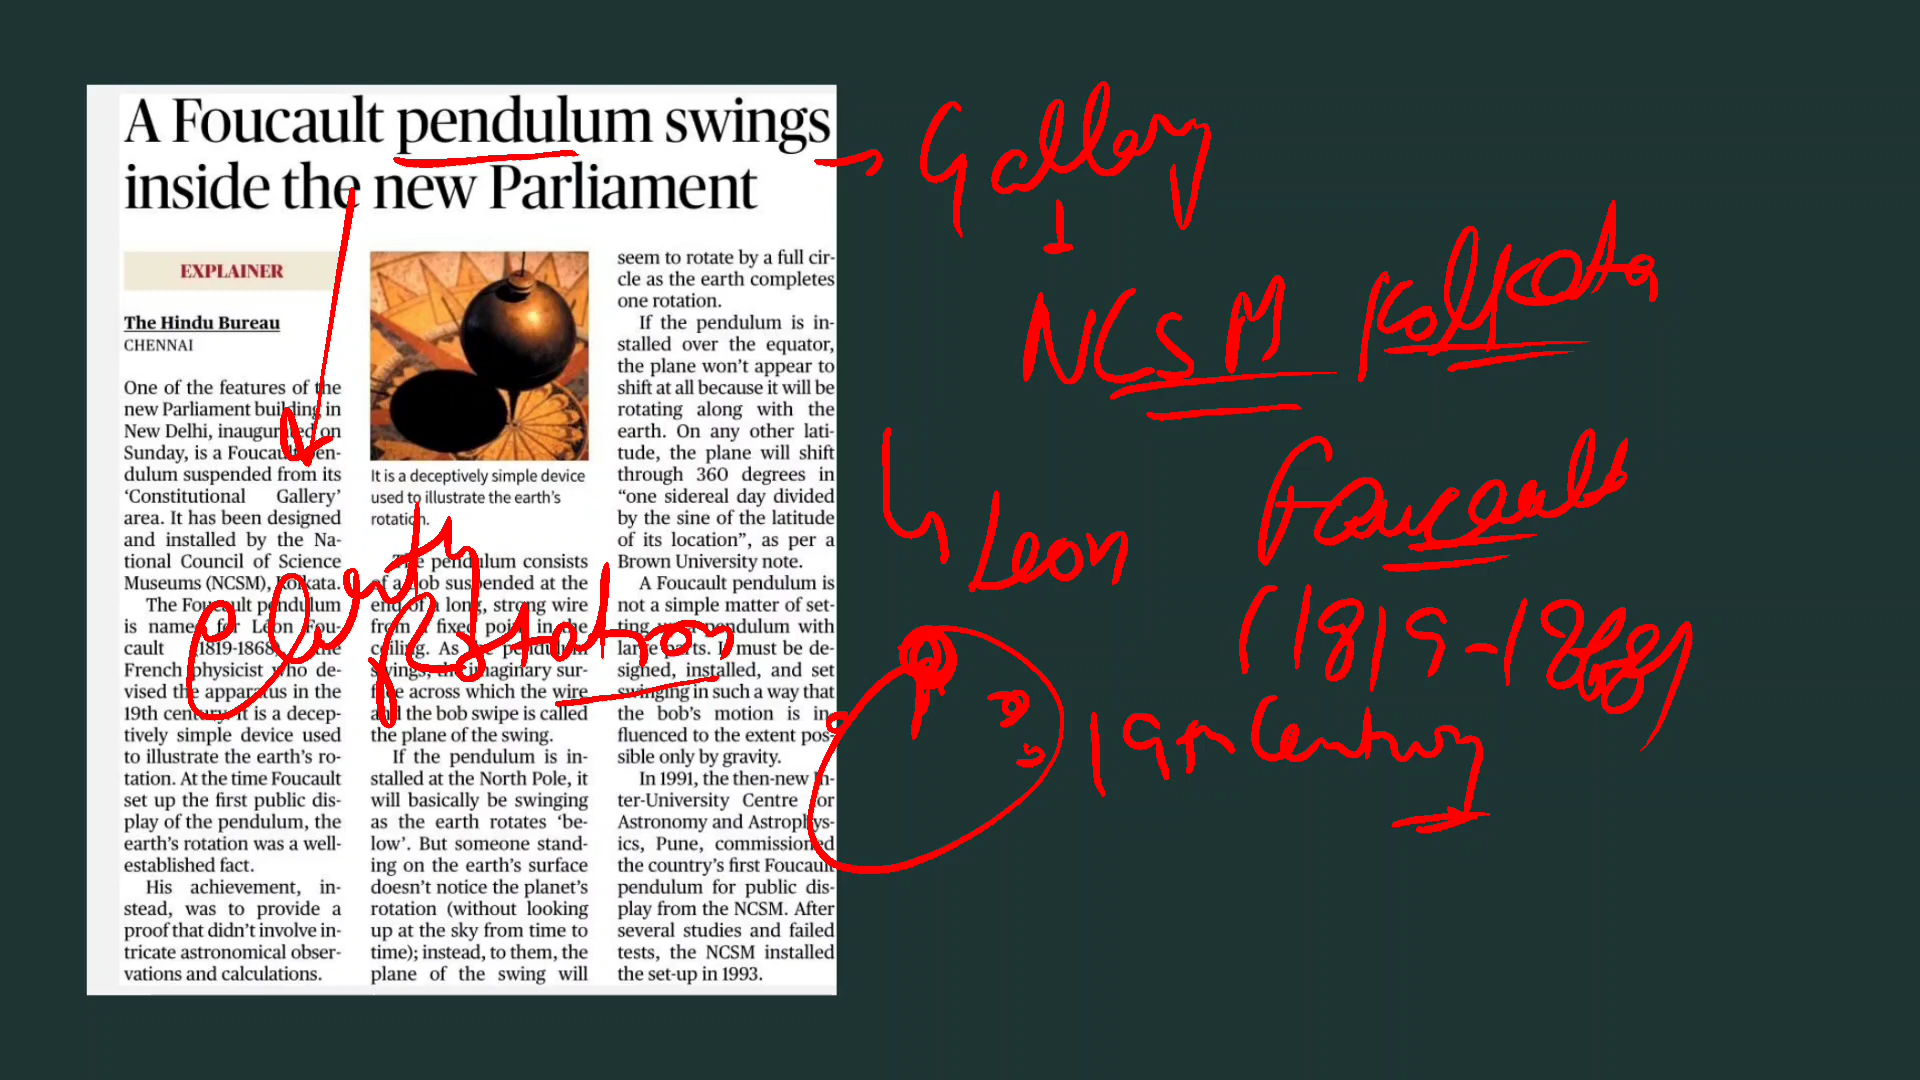 A Foucault pendulum swings
inside the new Parliament
EXPLAINER
The Hindu Bureau
CHENNAI
One of the features of the
new Parliament building in
New Delhi, inaugurated on
Sunday, is a Foucault pen-
dulum suspended from its
‘Constitutional Gallery’
area. It has been designed
and installed by the Na-
tional Council of Science
Museums (NCSM), Kolkata.
The Foucault pendulum
is named for Léon Fou-
cault (1819-1868), the
French physicist who de-
vised the apparatus in the
19th century. It is a decep-
tively simple device used
to illustrate the earth’s ro-
tation. At the time Foucault
set up the first public dis-
play of the pendulum, the
earth’s rotation was a well-
established fact.
His achievement, in-
stead, was to provide a
proof that didn’t involve in-
tricate astronomical obser-
vations and calculations.
It is a deceptively simple device
used to illustrate the earth’s
rotation.
The pendulum consists
of a bob suspended at the
end of a long, strong wire
from a fixed point in the
ceiling. As the pendulum
swings, the imaginary sur-
face across which the wire
and the bob swipe is called
the plane of the swing.
If the pendulum is in-
stalled at the North Pole, it
will basically be swinging
as the earth rotates ‘be-
low’. But someone stand-
ing on the earth’s surface
doesn’t notice the planet’s
rotation (without looking
up at the sky from time to
time); instead, to them, the
plane of the swing will
seem to rotate by a full cir-
cle as the earth completes
one rotation.
If the pendulum is in-
stalled over the equator,
the plane won’t appear to
shift at all because it will be
rotating along with the
earth. On any other lati-
tude, the plane will shift
through 360 degrees in
“one sidereal day divided
by the sine of the latitude
of its location”, as per a
Brown University note.
A Foucault pendulum is
not a simple matter of set-
ting up a pendulum with
large parts. It must be de-
signed, installed, and set
swinging in such a way that
the bob’s motion is in-
fluenced to the extent pos-
sible only by gravity.
In 1991, the then-new In-
ter-University Centre for
Astronomy and Astrophys-
ics, Pune, commissioned
the country’s first Foucault
pendulum for public dis-
play from the NCSM. After
several studies and failed
tests, the NCSM installed
the set-up in 1993.
Earth
Rotation
Gallery
NCSM Kolkata
Leon Foucault
(1819-1868)
19th Century